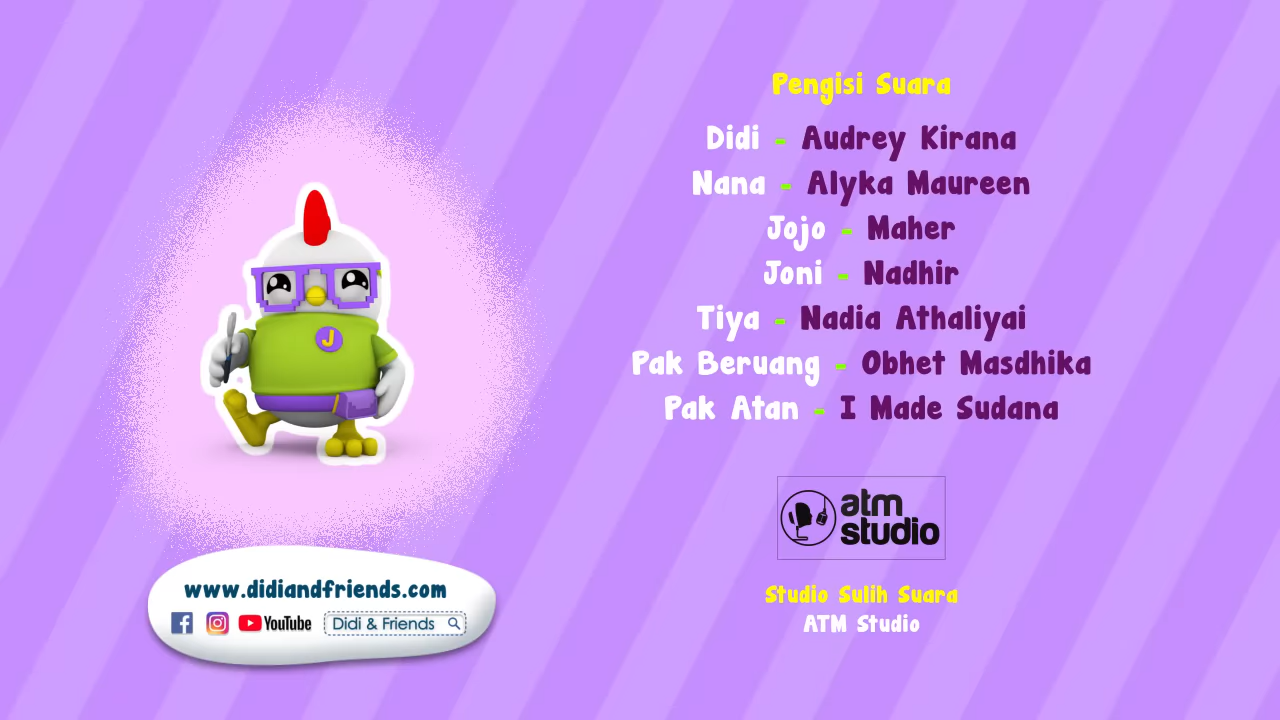 Pengisi Suara
Didi - Audrey Kirana
Nana - Alyka Maureen
Jojo - Maher
Joni - Nadhir
Tiya - Nadia Athaliyai
Pak Beruang - Obhet Masdhika
Pak Atan - I Made Sudana
atm
studio
Studio Sulih Suara
ATM Studio
J
www.didiandfriends.com
YouTube Didi & Friends